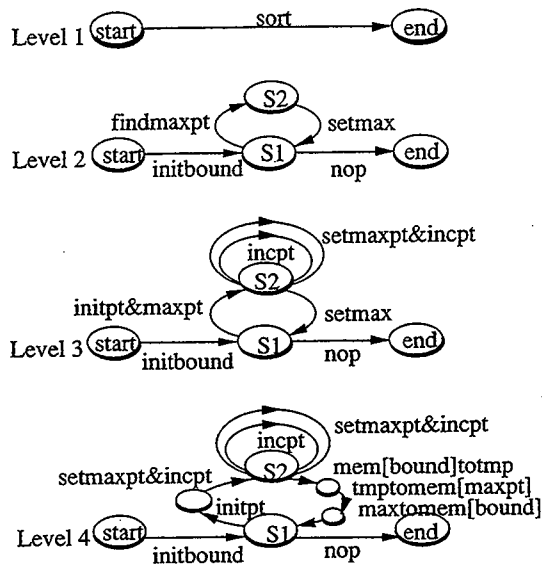 sort
Level 1 start end
S2
findmaxpt setmax
Level 2 start S1 end
initbound nop
setmaxpt&incpt
incpt
S2
initpt&maxpt setmax
Level 3 start S1 end
initbound nop
setmaxpt&incpt
incpt
S2 mem[bound]totmp
setmaxpt&incpt tmptomem[maxpt]
initpt maxtomem[bound]
Level 4 start S1 end
initbound nop